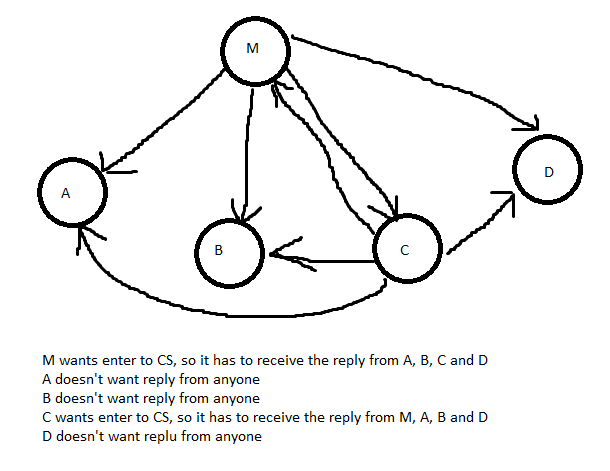 M
A
B
C
D
M wants enter to CS, so it has to receive the reply from A, B, C and D
A doesn't want reply from anyone
B doesn't want reply from anyone
C wants enter to CS, so it has to receive the reply from M, A, B and D
D doesn't want replu from anyone